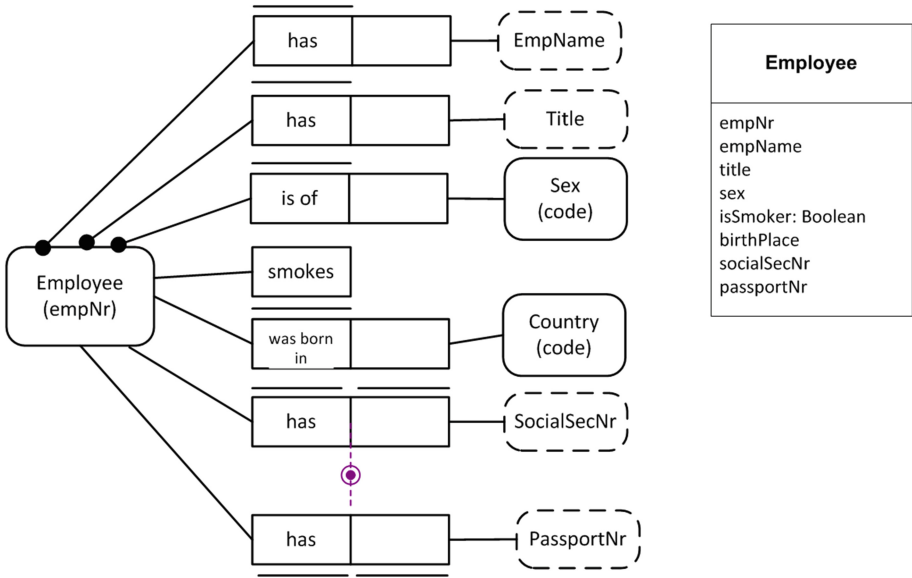 has
EmpName
has
Title
is of
Sex
(code)
Employee
(empNr)
smokes
was born
in
Country
(code)
has
SocialSecNr
has
PassportNr
Employee
empNr
empName
title
sex
isSmoker: Boolean
birthPlace
socialSecNr
passportNr